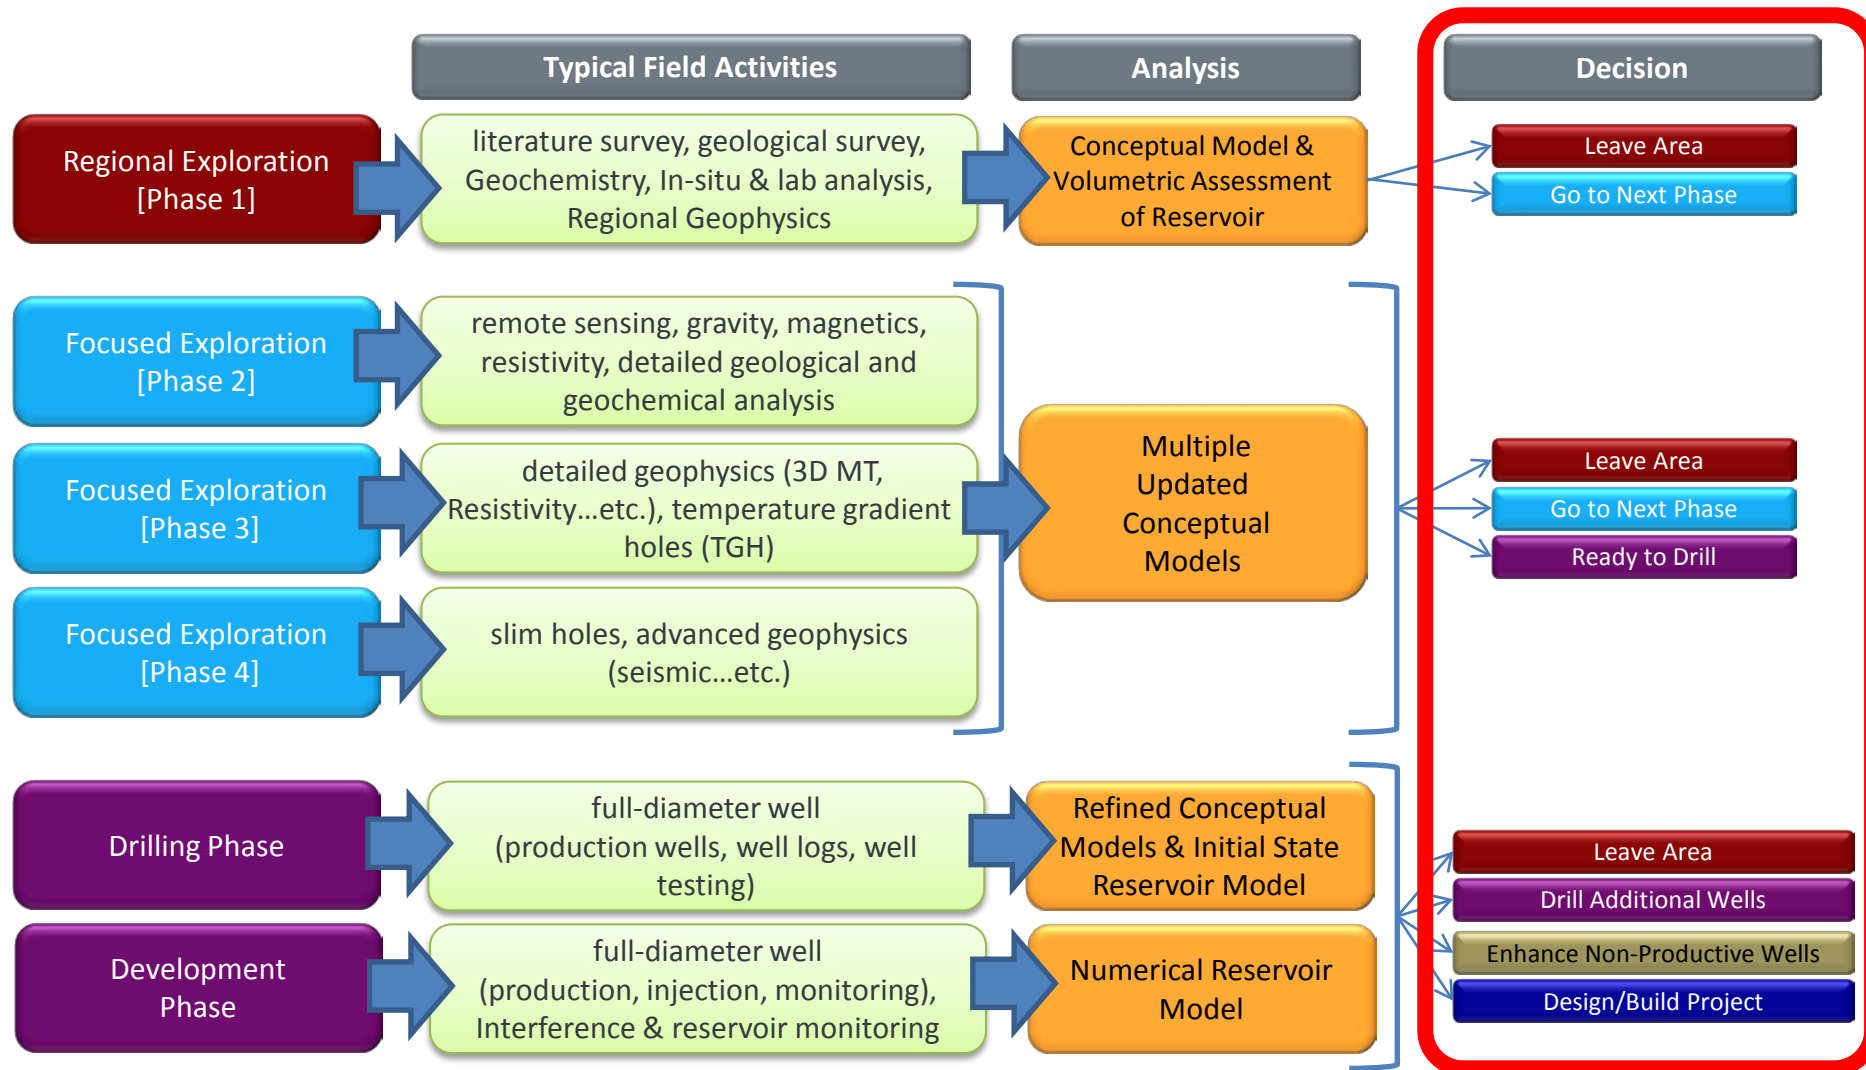 Typical Field Activities
Analysis
Decision
Regional Exploration
[Phase 1]
literature survey, geological survey,
Geochemistry, In-situ & lab analysis,
Regional Geophysics
Conceptual Model &
Volumetric Assessment
of Reservoir
Leave Area
Go to Next Phase
Focused Exploration
[Phase 2]
remote sensing, gravity, magnetics,
resistivity, detailed geological and
geochemical analysis
Focused Exploration
[Phase 3]
detailed geophysics (3D MT,
Resistivity...etc.), temperature gradient
holes (TGH)
Focused Exploration
[Phase 4]
slim holes, advanced geophysics
(seismic...etc.)
Multiple
Updated
Conceptual
Models
Leave Area
Go to Next Phase
Ready to Drill
Drilling Phase
full-diameter well
(production wells, well logs, well
testing)
Refined Conceptual
Models & Initial State
Reservoir Model
Development
Phase
full-diameter well
(production, injection, monitoring),
Interference & reservoir monitoring
Numerical Reservoir
Model
Leave Area
Drill Additional Wells
Enhance Non-Productive Wells
Design/Build Project